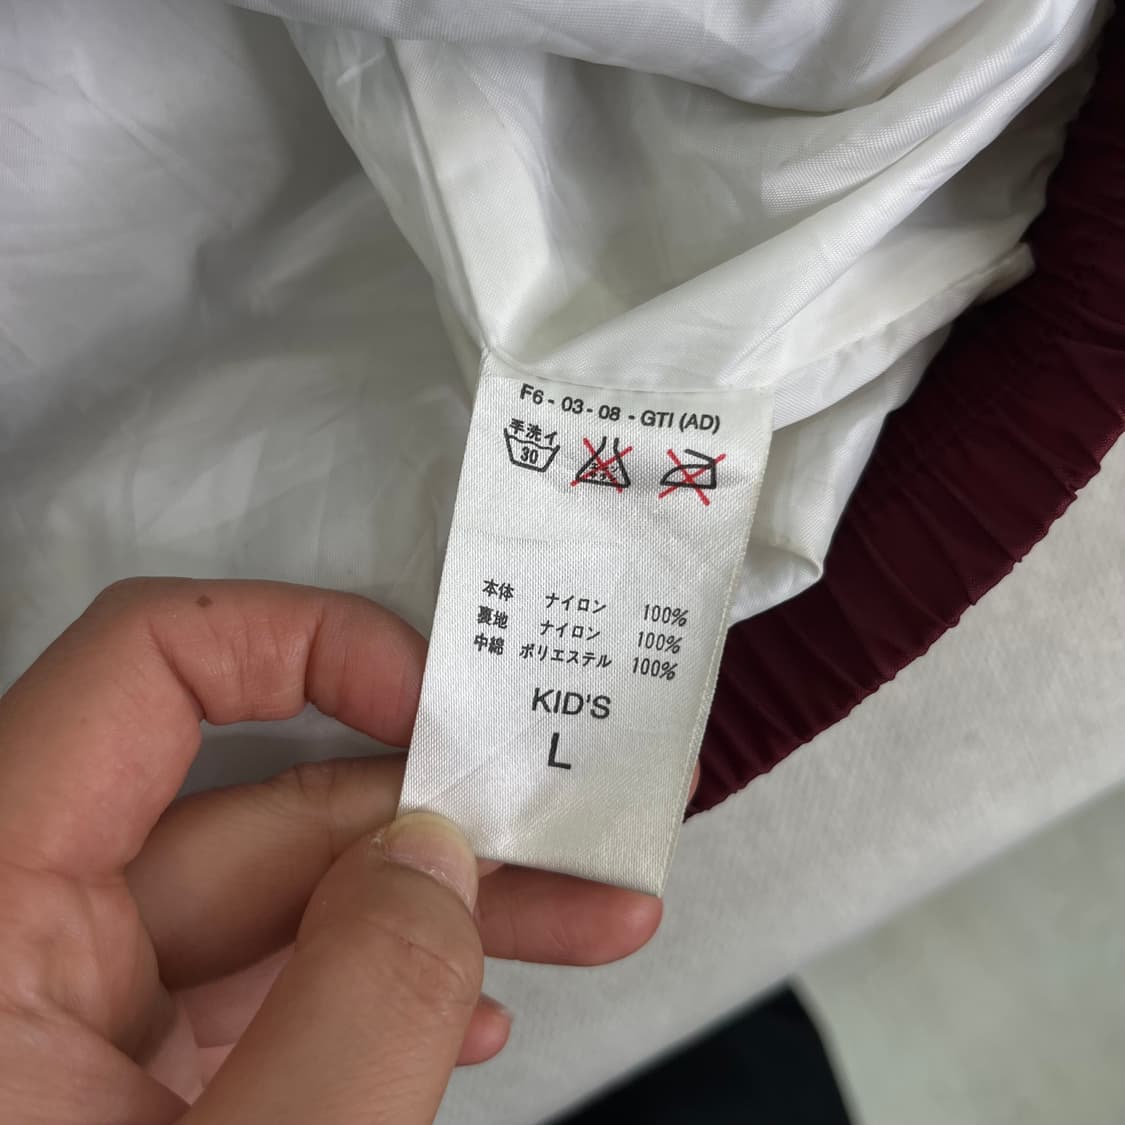 F6 - 03 - 08 - GTI (AD)
手洗イ
30
本体 ナイロン 100%
裏地 ナイロン 100%
中綿 ポリエステル 100%
KID'S
L